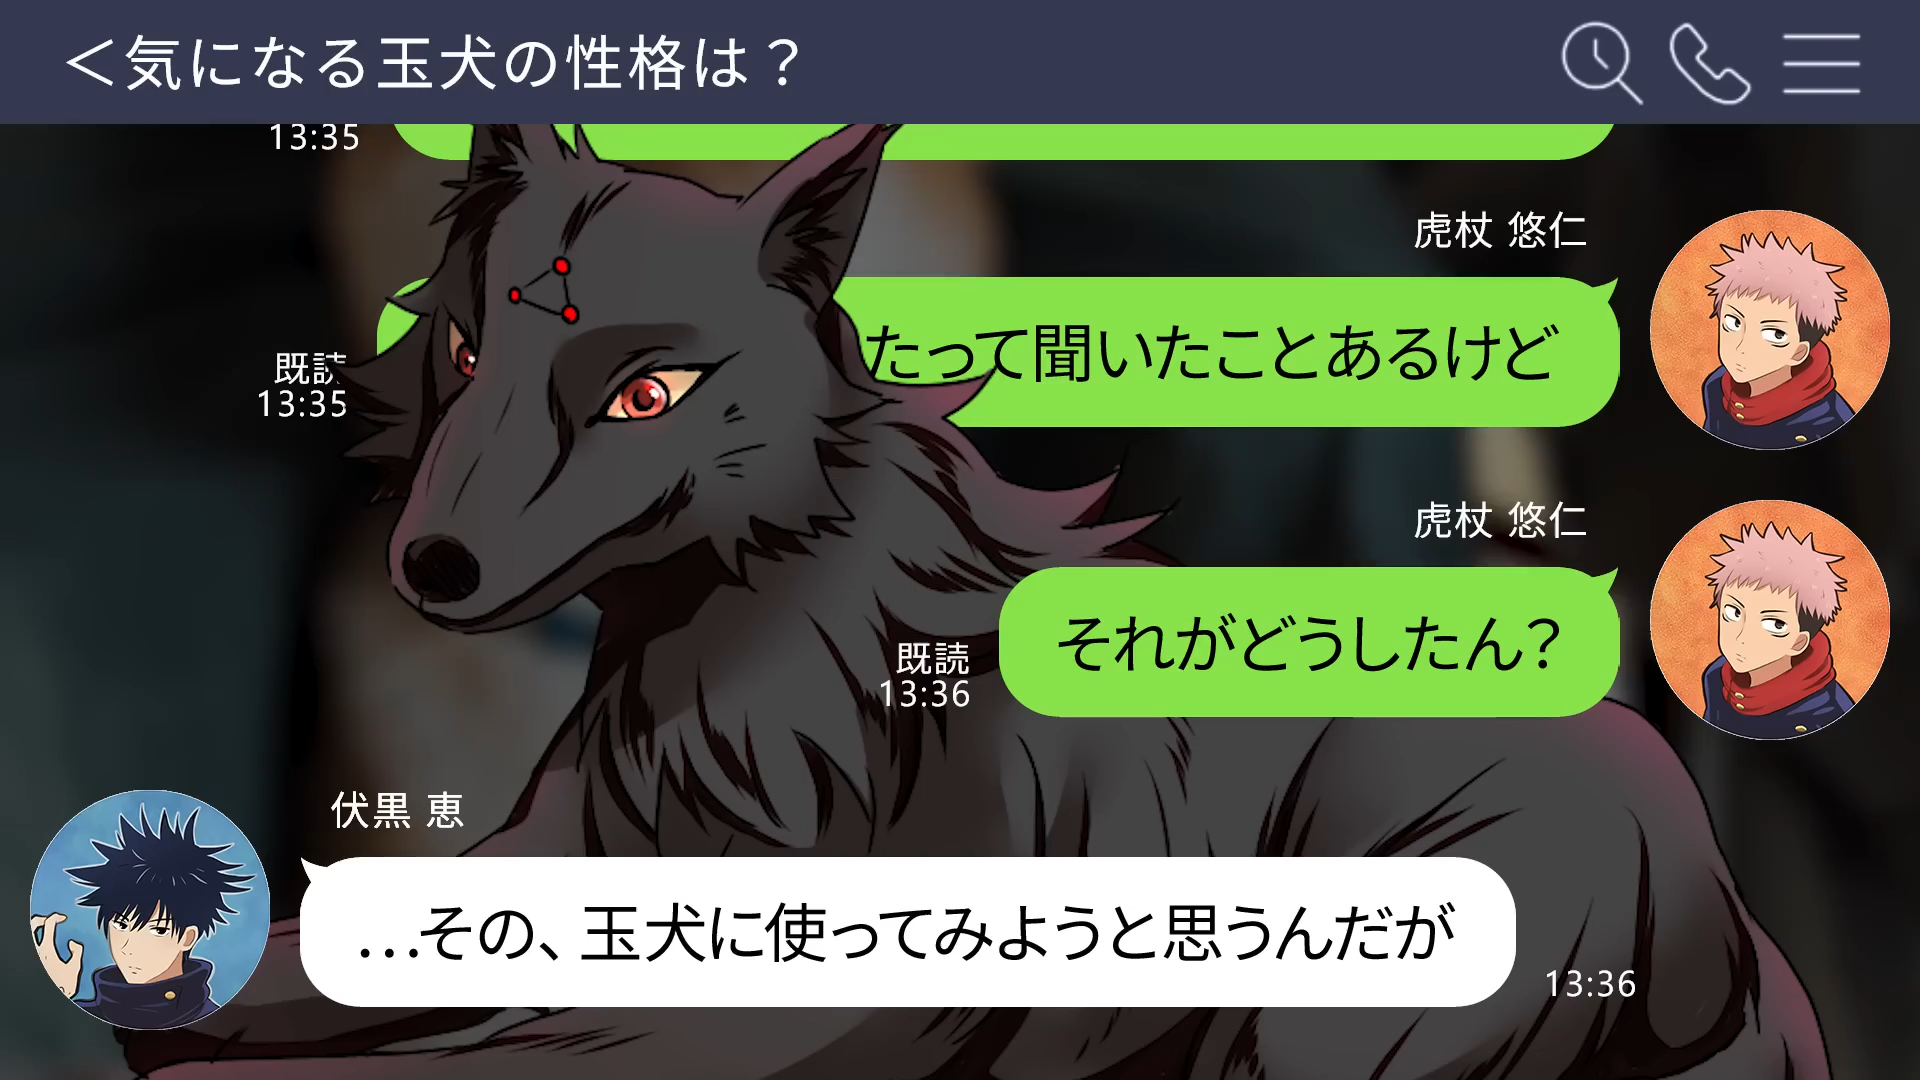 ＜気になる玉犬の性格は？
13:35
虎杖 悠仁
たって聞いたことあるけど
既読
13:35
虎杖 悠仁
それがどうしたん？
既読
13:36
伏黒 恵
…その、玉犬に使ってみようと思うんだが
13:36